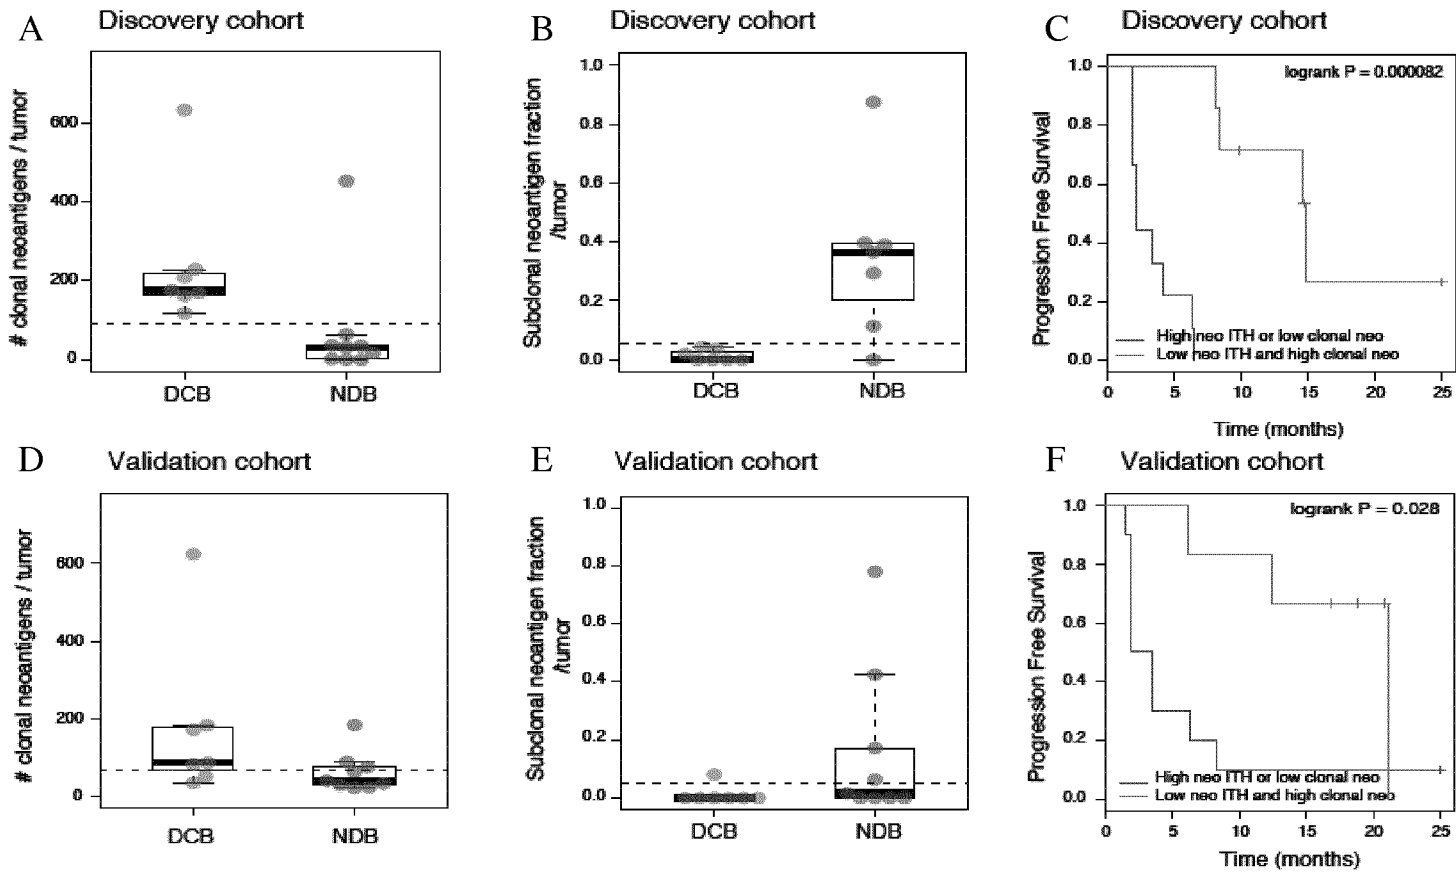 A Discovery cohort
# clonal neoantigens / tumor
600
400
200
0
DCB NDB
B Discovery cohort
Subclonal neoantigen fraction
/tumor
1.0
0.8
0.6
0.4
0.2
0.0
DCB NDB
C Discovery cohort
Progression Free Survival
1.0
0.8
0.6
0.4
0.2
0.0
logrank P = 0.000082
High neo ITH or low clonal neo
Low neo ITH and high clonal neo
0 5 10 15 20 25
Time (months)
D Validation cohort
# clonal neoantigens / tumor
600
400
200
0
DCB NDB
E Validation cohort
Subclonal neoantigen fraction
/tumor
1.0
0.8
0.6
0.4
0.2
0.0
DCB NDB
F Validation cohort
Progression Free Survival
1.0
0.8
0.6
0.4
0.2
0.0
logrank P = 0.028
High neo ITH or low clonal neo
Low neo ITH and high clonal neo
0 5 10 15 20 25
Time (months)